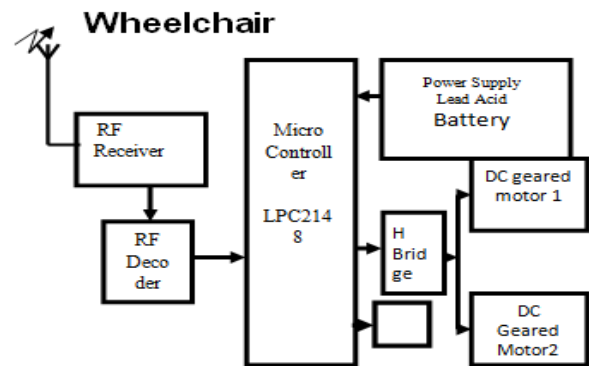 Wheelchair
RF
Receiver
RF
Deco
der
Micro
Controll
er
LPC214
8
Power Supply
Lead Acid
Battery
H
Brid
ge
DC geared
motor 1
DC
Geared
Motor2